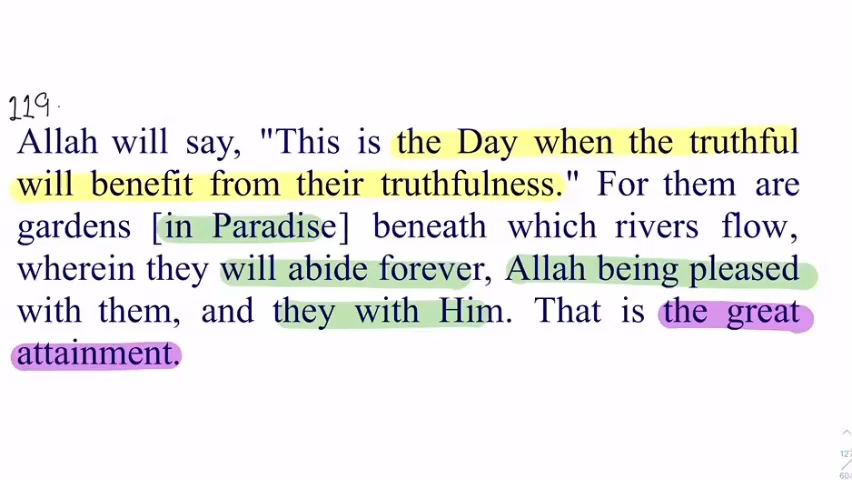 119.
Allah will say, "This is the Day when the truthful
will benefit from their truthfulness." For them are
gardens [in Paradise] beneath which rivers flow,
wherein they will abide forever, Allah being pleased
with them, and they with Him. That is the great
attainment.
127
604